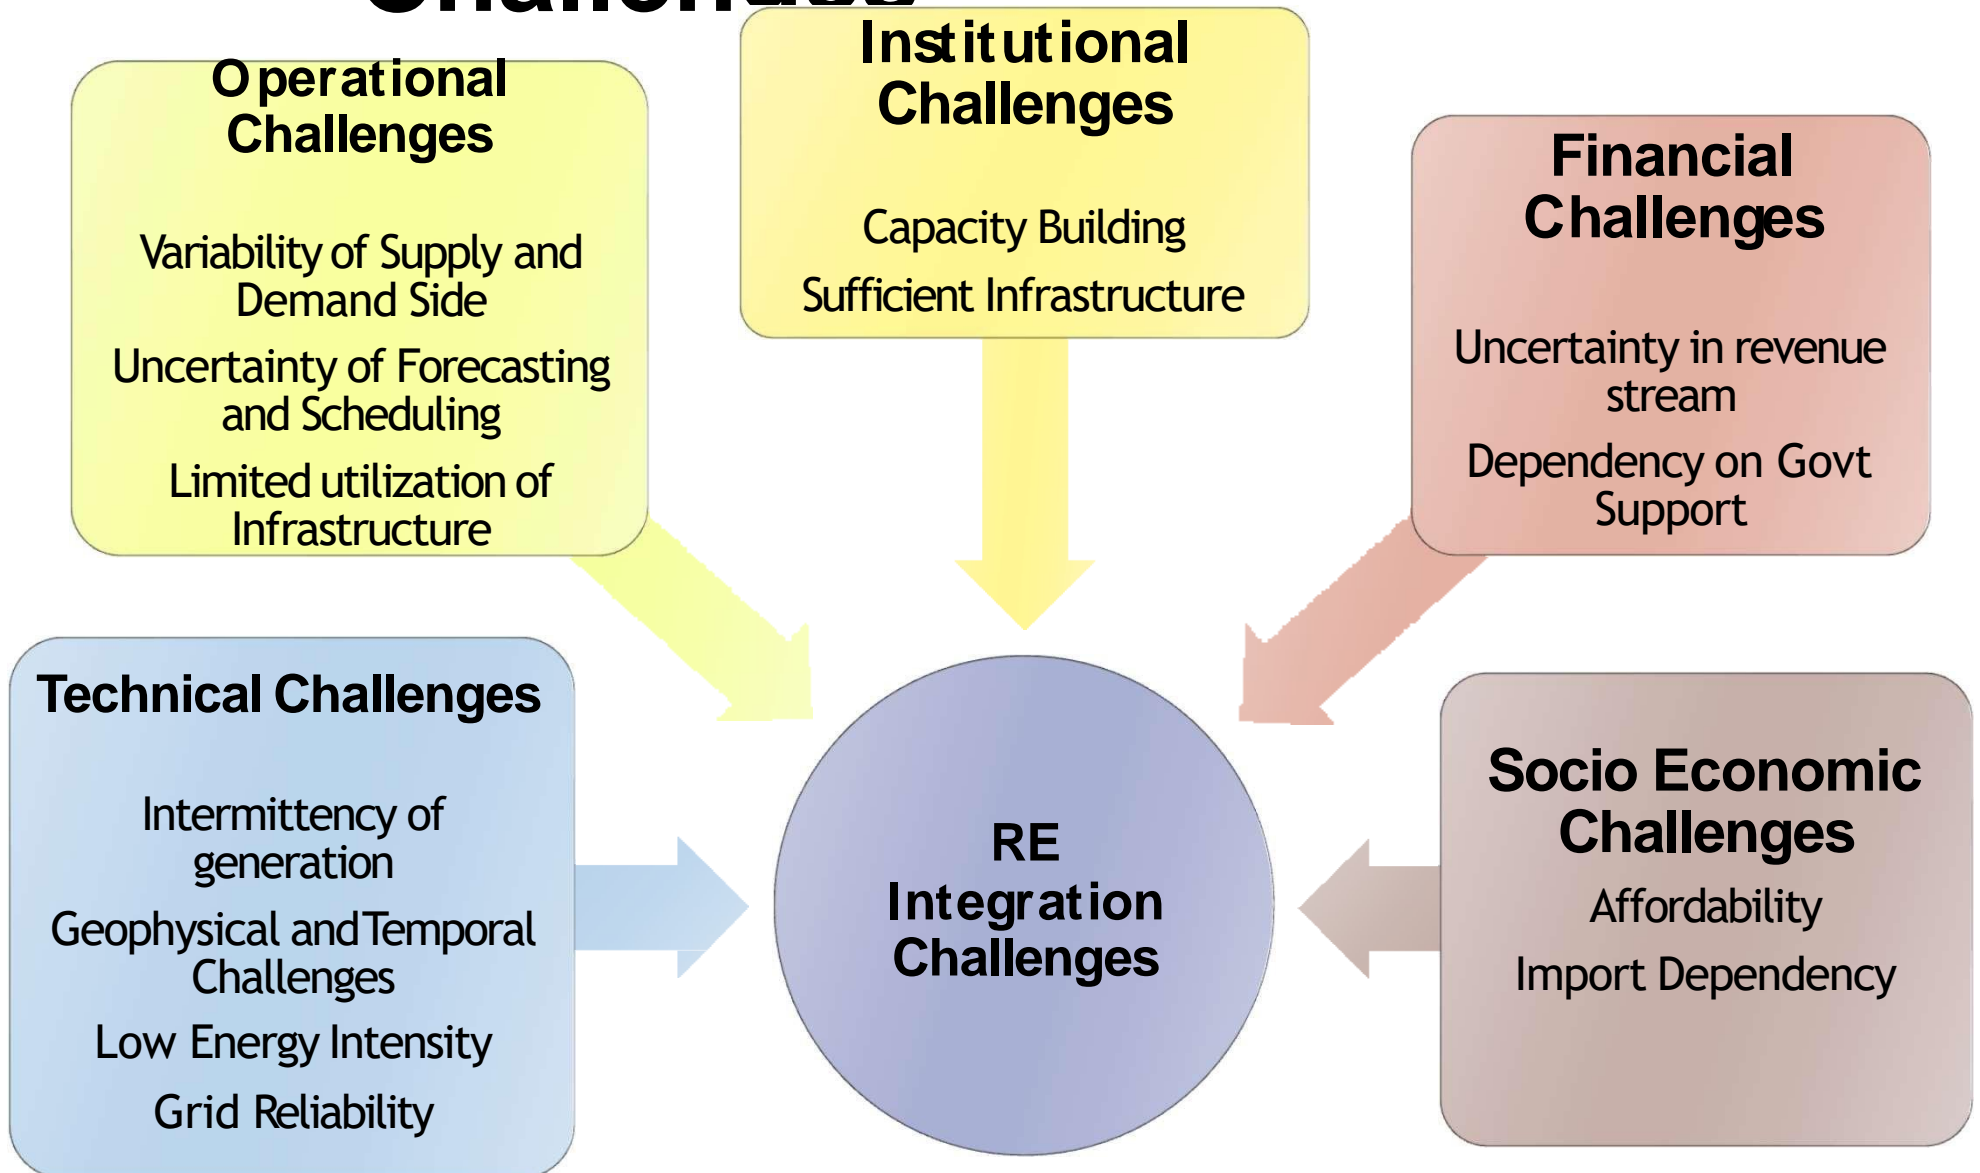 Challenges
Operational
Challenges
Variability of Supply and
Demand Side
Uncertainty of Forecasting
and Scheduling
Limited utilization of
Infrastructure
Institutional
Challenges
Capacity Building
Sufficient Infrastructure
Financial
Challenges
Uncertainty in revenue
stream
Dependency on Govt
Support
Technical Challenges
Intermittency of
generation
Geophysical and Temporal
Challenges
Low Energy Intensity
Grid Reliability
RE
Integration
Challenges
Socio Economic
Challenges
Affordability
Import Dependency